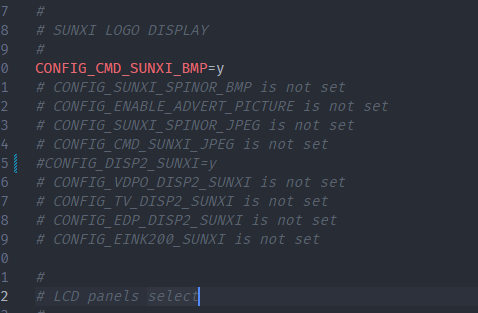 7 #
8 # SUNXI LOGO DISPLAY
9 #
0 CONFIG_CMD_SUNXI_BMP=y
1 # CONFIG_SUNXI_SPINOR_BMP is not set
2 # CONFIG_ENABLE_ADVERT_PICTURE is not set
3 # CONFIG_SUNXI_SPINOR_JPEG is not set
4 # CONFIG_CMD_SUNXI_JPEG is not set
5 #CONFIG_DISP2_SUNXI=y
6 # CONFIG_VDPO_DISP2_SUNXI is not set
7 # CONFIG_TV_DISP2_SUNXI is not set
8 # CONFIG_EDP_DISP2_SUNXI is not set
9 # CONFIG_EINK200_SUNXI is not set
0
1 #
2 # LCD panels select
#